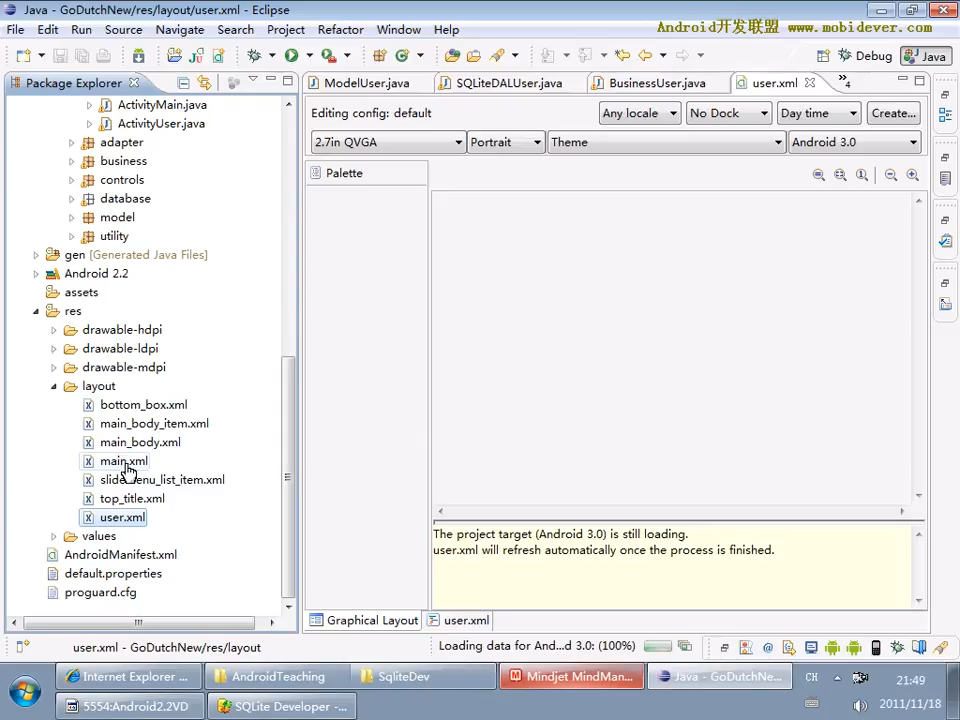 Java - GoDutchNew/res/layout/user.xml - Eclipse
File Edit Run Source Navigate Search Project Refactor Window Help
Android开发联盟 www.mobidever.com
Debug Java
Package Explorer
ModelUser.java SQLiteDALUser.java BusinessUser.java user.xml »4
Editing config: default Any locale No Dock Day time Create...
2.7in QVGA Portrait Theme Android 3.0
Palette
ActivityMain.java
ActivityUser.java
adapter
business
controls
database
model
utility
gen [Generated Java Files]
Android 2.2
assets
res
drawable-hdpi
drawable-ldpi
drawable-mdpi
layout
bottom_box.xml
main_body_item.xml
main_body.xml
main.xml
slidemenu_list_item.xml
top_title.xml
user.xml
values
AndroidManifest.xml
default.properties
proguard.cfg
The project target (Android 3.0) is still loading.
user.xml will refresh automatically once the process is finished.
Graphical Layout user.xml
user.xml - GoDutchNew/res/layout Loading data for And...d 3.0: (100%)
Internet Explorer ... AndroidTeaching SqliteDev Mindjet MindMan... Java - GoDutchNew... CH 21:49
5554:Android2.2VD SQLite Developer -... 2011/11/18